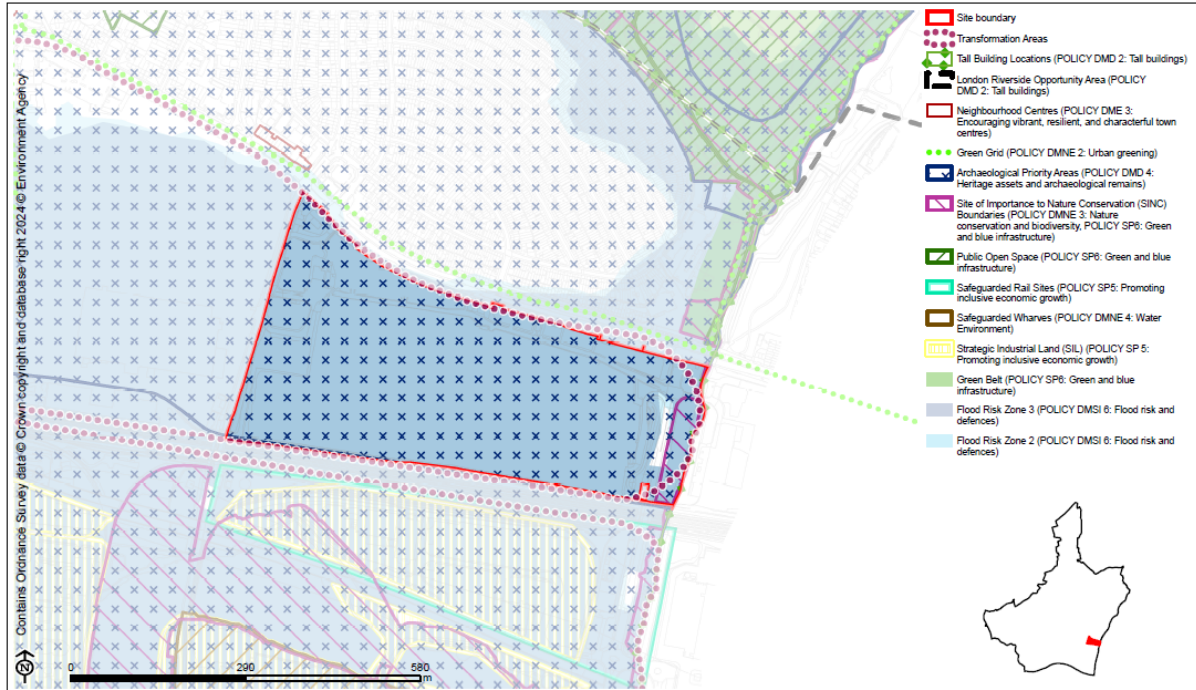 Contains Ordnance Survey data © Crown copyright and database right 2024 © Environment Agency
N
0
290
580
m
Site boundary
Transformation Areas
Tall Building Locations (POLICY DMD 2: Tall buildings)
London Riverside Opportunity Area (POLICY
DMD 2: Tall buildings)
Neighbourhood Centres (POLICY DME 3:
Encouraging vibrant, resilient, and characterful town
centres)
Green Grid (POLICY DMNE 2: Urban greening)
Archaeological Priority Areas (POLICY DMD 4:
Heritage assets and archaeological remains)
Site of Importance to Nature Conservation (SINC)
Boundaries (POLICY DMNE 3: Nature
conservation and biodiversity, POLICY SP6: Green
and blue infrastructure)
Public Open Space (POLICY SP6: Green and blue
infrastructure)
Safeguarded Rail Sites (POLICY SP5: Promoting
inclusive economic growth)
Safeguarded Wharves (POLICY DMNE 4: Water
Environment)
Strategic Industrial Land (SIL) (POLICY SP 5:
Promoting inclusive economic growth)
Green Belt (POLICY SP6: Green and blue
infrastructure)
Flood Risk Zone 3 (POLICY DMSI 6: Flood risk and
defences)
Flood Risk Zone 2 (POLICY DMSI 6: Flood risk and
defences)